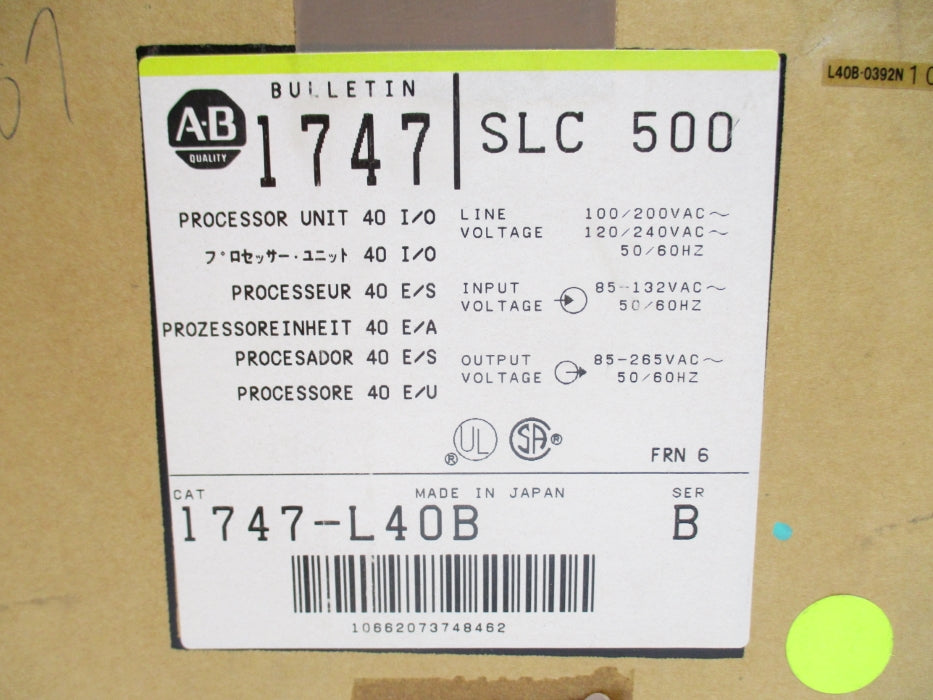 L40B-0392N 10
BULLETIN
A·B
QUALITY
1747
SLC 500
PROCESSOR UNIT 40 I/O
プロセッサー・ユニット 40 I/O
PROCESSEUR 40 E/S
PROZESSOREINHEIT 40 E/A
PROCESADOR 40 E/S
PROCESSORE 40 E/U
LINE VOLTAGE
100/200VAC～
120/240VAC～
50/60HZ
INPUT VOLTAGE
85-132VAC～
50/60HZ
OUTPUT VOLTAGE
85-265VAC～
50/60HZ
UL ®
SA ®
FRN 6
CAT
MADE IN JAPAN
SER
1747-L40B
B
10662073748462